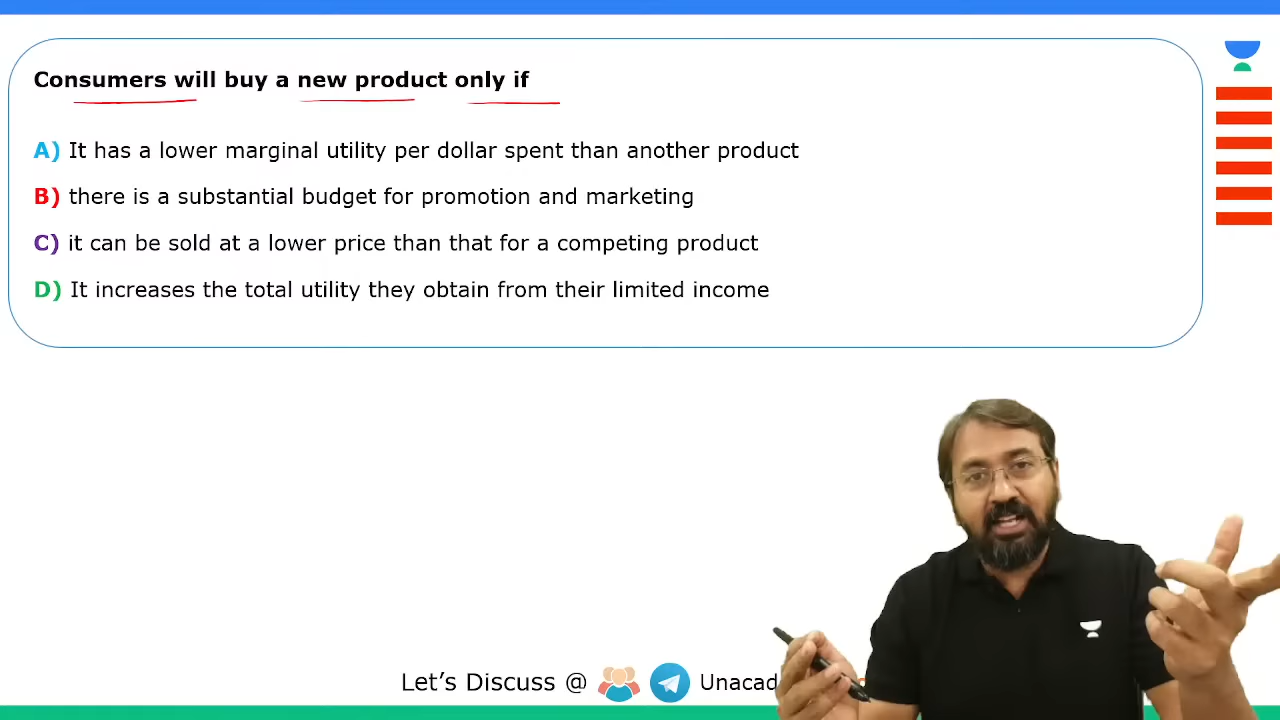 Consumers will buy a new product only if
A) It has a lower marginal utility per dollar spent than another product
B) there is a substantial budget for promotion and marketing
C) it can be sold at a lower price than that for a competing product
D) It increases the total utility they obtain from their limited income
Let's Discuss @ Unacad